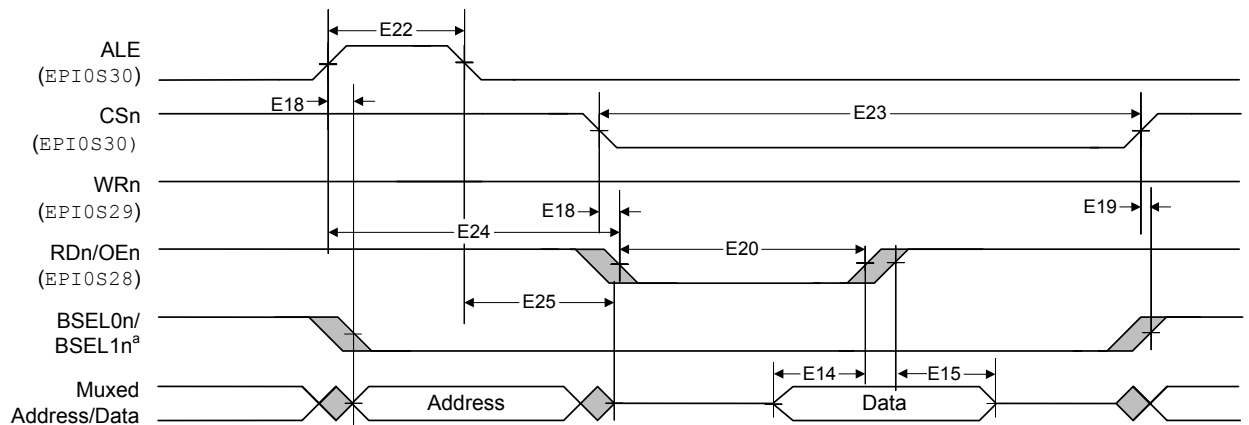 E22
ALE
(EPI0S30)
E18
CSn
E23
(EPI0S30)
WRn
(EPI0S29)
E18
E19
E24
RDn/OEn
E20
(EPI0S28)
E25
BSEL0n/
BSEL1nᵃ
E14
E15
Muxed
Address/Data
Address
Data